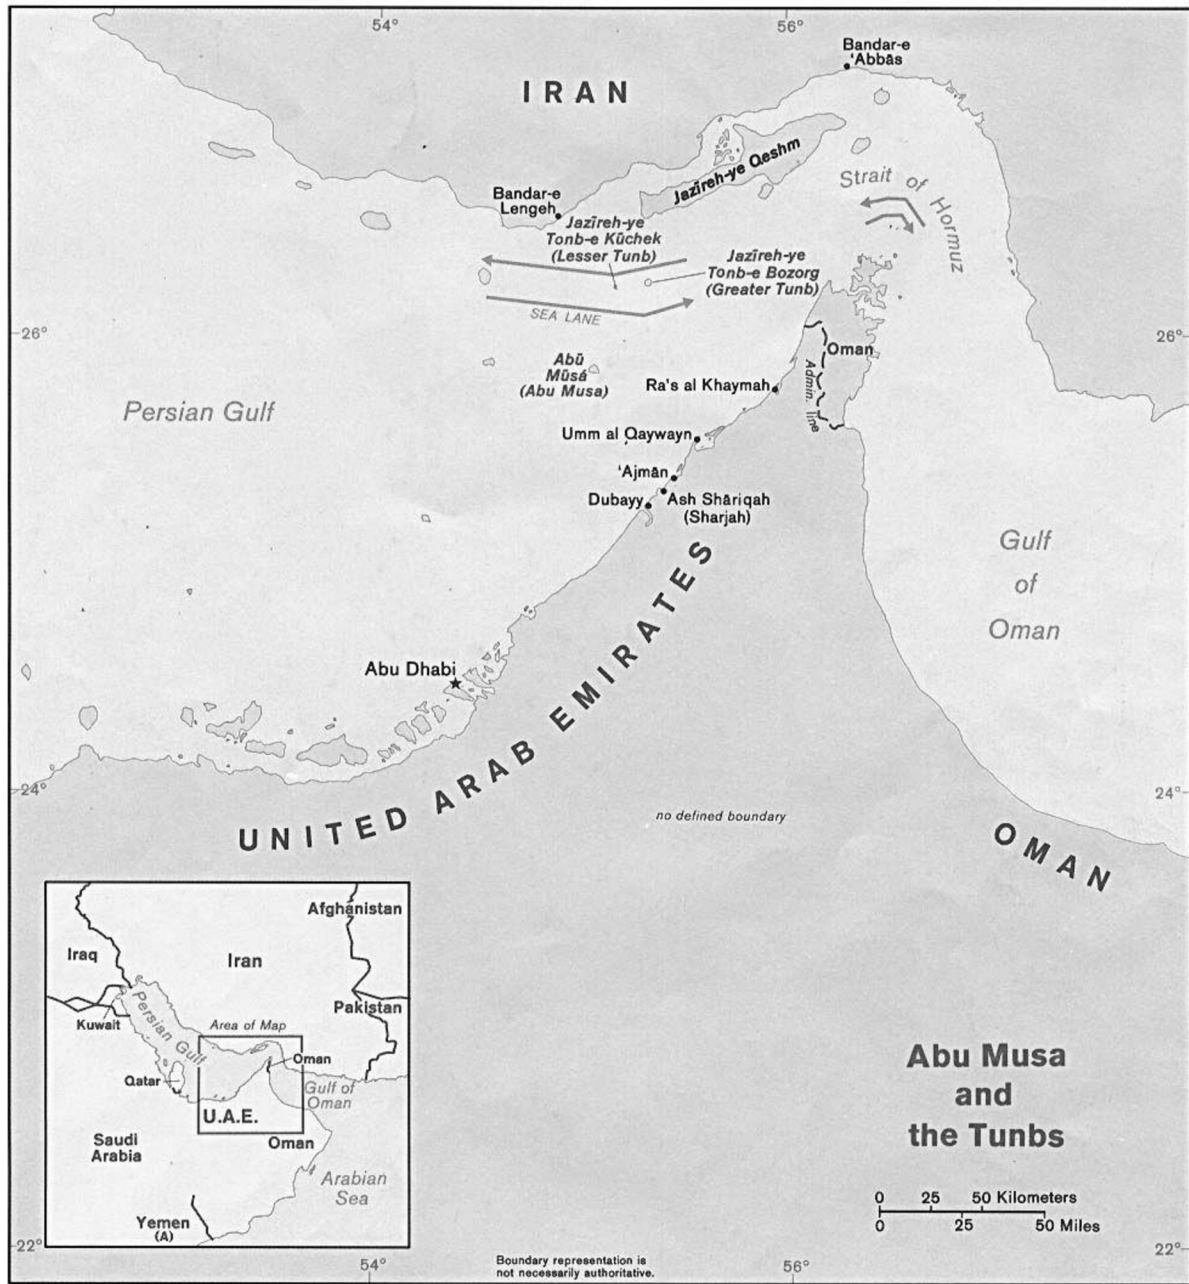 54°
56°
Bandar-e
'Abbās
IRAN
Jazīreh-ye Qeshm
Strait of Hormuz
Bandar-e
Lengeh
Jazīreh-ye
Tonb-e Kūchek
(Lesser Tunb)
Jazīreh-ye
Tonb-e Bozorg
(Greater Tunb)
SEA LANE
26°
26°
Oman
Admin. line
Abū
Mūsá
(Abu Musa)
Ra's al Khaymah
Persian Gulf
Umm al Qaywayn
'Ajmān
Dubayy
Ash Shāriqah
(Sharjah)
Gulf
of
Oman
Abu Dhabi
UNITED ARAB EMIRATES
24°
24°
no defined boundary
OMAN
Afghanistan
Iraq
Iran
Pakistan
Kuwait
Persian Gulf
Area of Map
Oman
Qatar
Gulf of
Oman
U.A.E.
Oman
Saudi
Arabia
Arabian
Sea
Yemen
(A)
Abu Musa
and
the Tunbs
0 25 50 Kilometers
0 25 50 Miles
22°
22°
54°
56°
Boundary representation is
not necessarily authoritative.